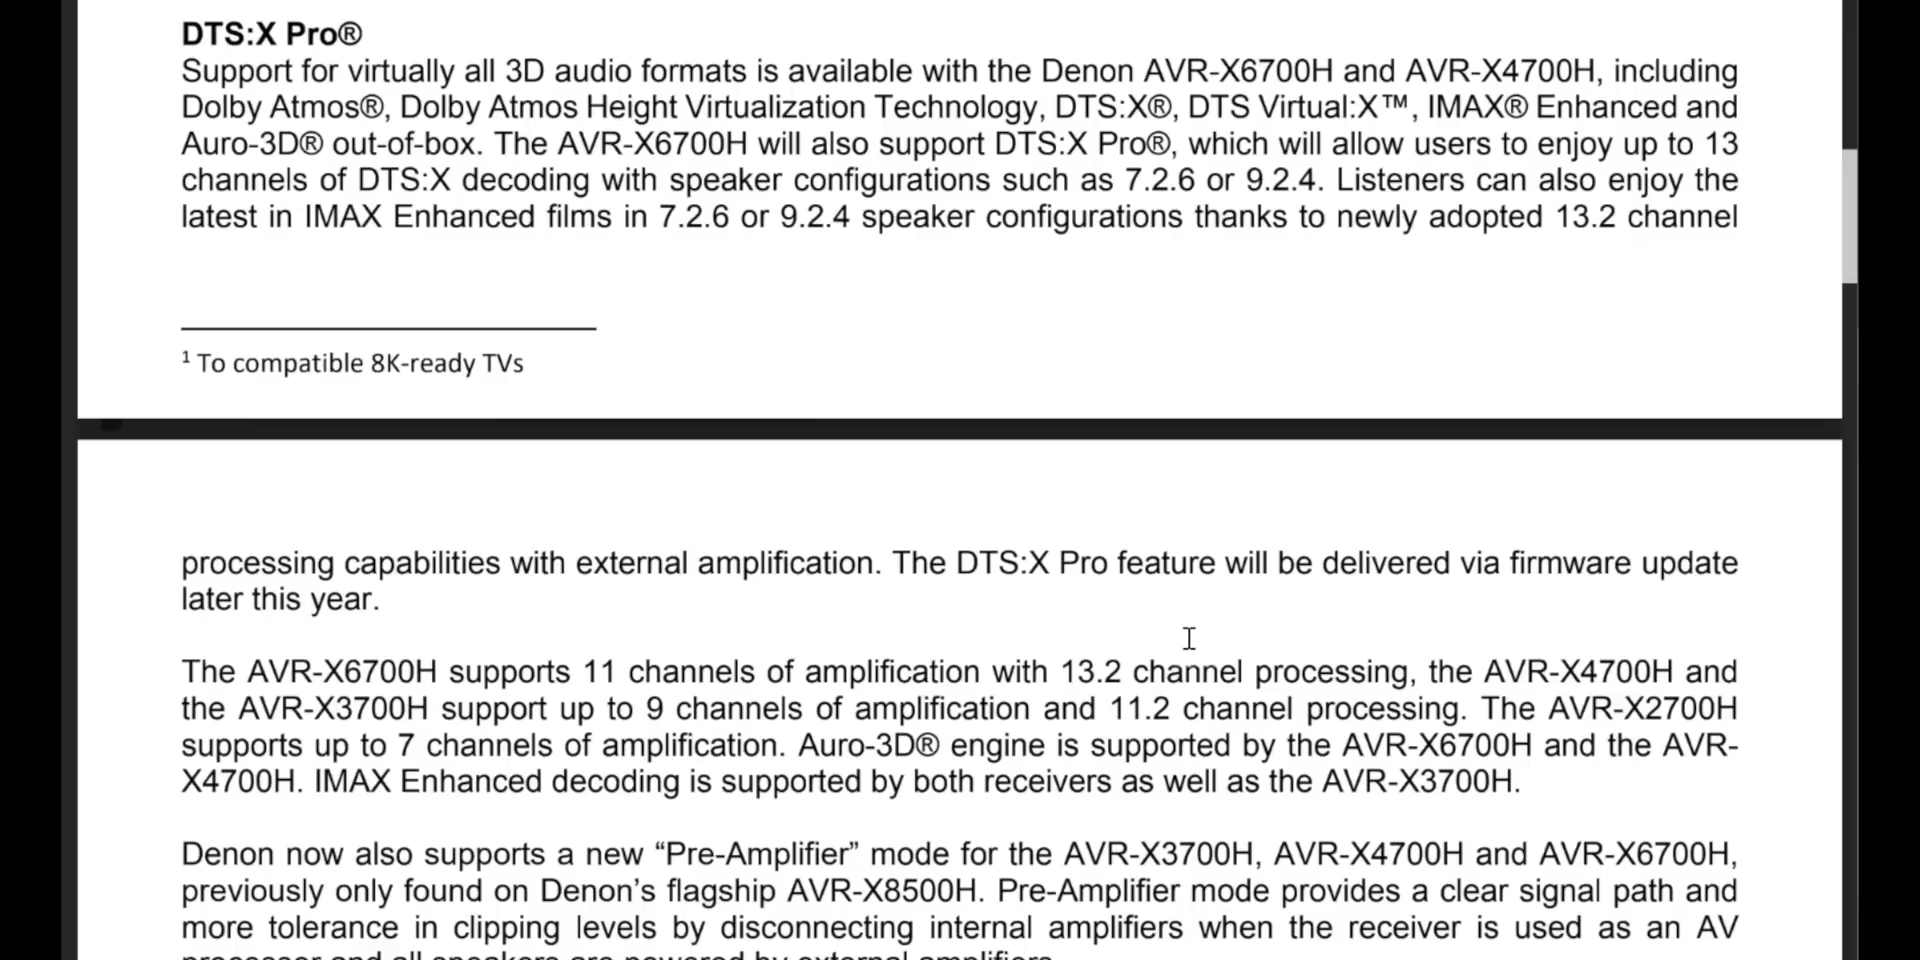 DTS:X Pro®
Support for virtually all 3D audio formats is available with the Denon AVR-X6700H and AVR-X4700H, including
Dolby Atmos®, Dolby Atmos Height Virtualization Technology, DTS:X®, DTS Virtual:X™, IMAX® Enhanced and
Auro-3D® out-of-box. The AVR-X6700H will also support DTS:X Pro®, which will allow users to enjoy up to 13
channels of DTS:X decoding with speaker configurations such as 7.2.6 or 9.2.4. Listeners can also enjoy the
latest in IMAX Enhanced films in 7.2.6 or 9.2.4 speaker configurations thanks to newly adopted 13.2 channel
¹ To compatible 8K-ready TVs
processing capabilities with external amplification. The DTS:X Pro feature will be delivered via firmware update
later this year.
The AVR-X6700H supports 11 channels of amplification with 13.2 channel processing, the AVR-X4700H and
the AVR-X3700H support up to 9 channels of amplification and 11.2 channel processing. The AVR-X2700H
supports up to 7 channels of amplification. Auro-3D® engine is supported by the AVR-X6700H and the AVR-
X4700H. IMAX Enhanced decoding is supported by both receivers as well as the AVR-X3700H.
Denon now also supports a new “Pre-Amplifier” mode for the AVR-X3700H, AVR-X4700H and AVR-X6700H,
previously only found on Denon’s flagship AVR-X8500H. Pre-Amplifier mode provides a clear signal path and
more tolerance in clipping levels by disconnecting internal amplifiers when the receiver is used as an AV
processor and all speakers are powered by external amplifiers.